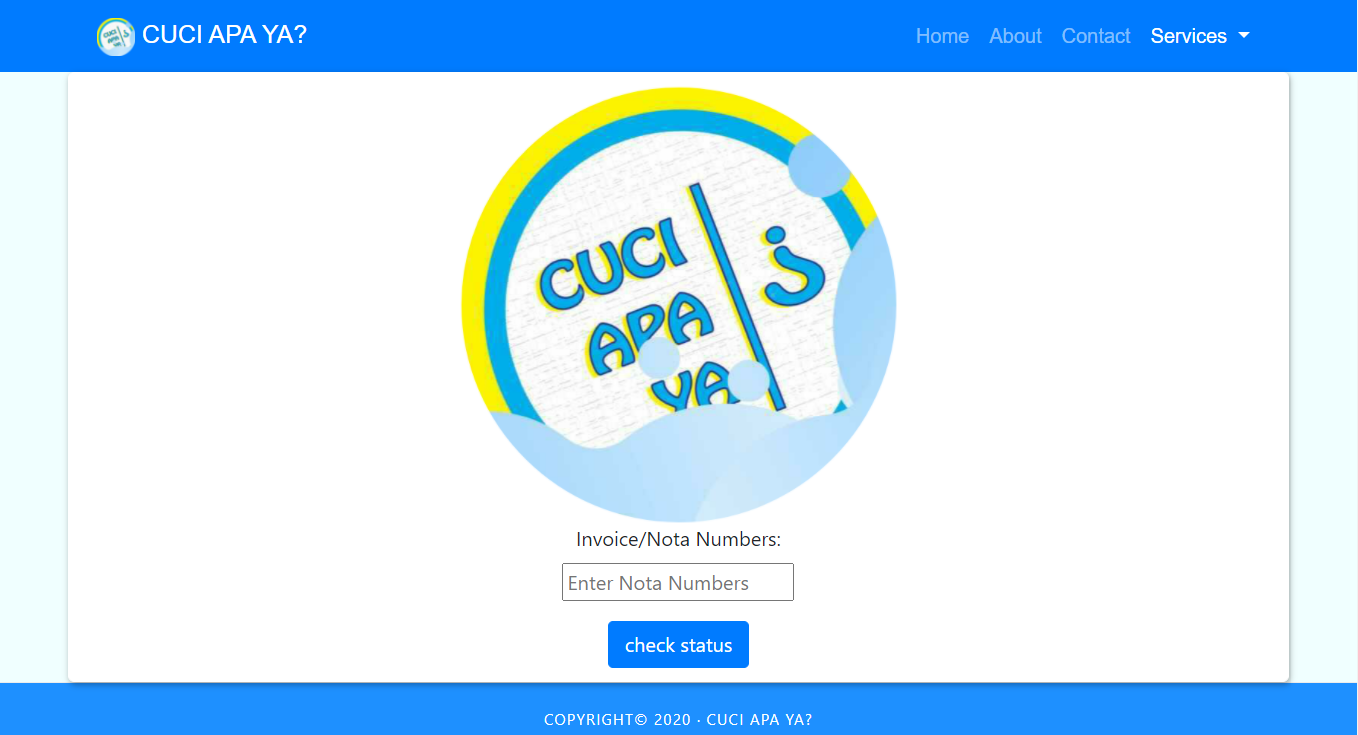 CUCI APA YA?
Home About Contact Services
CUCI
APA
YA
Invoice/Nota Numbers:
Enter Nota Numbers
check status
COPYRIGHT© 2020 · CUCI APA YA?